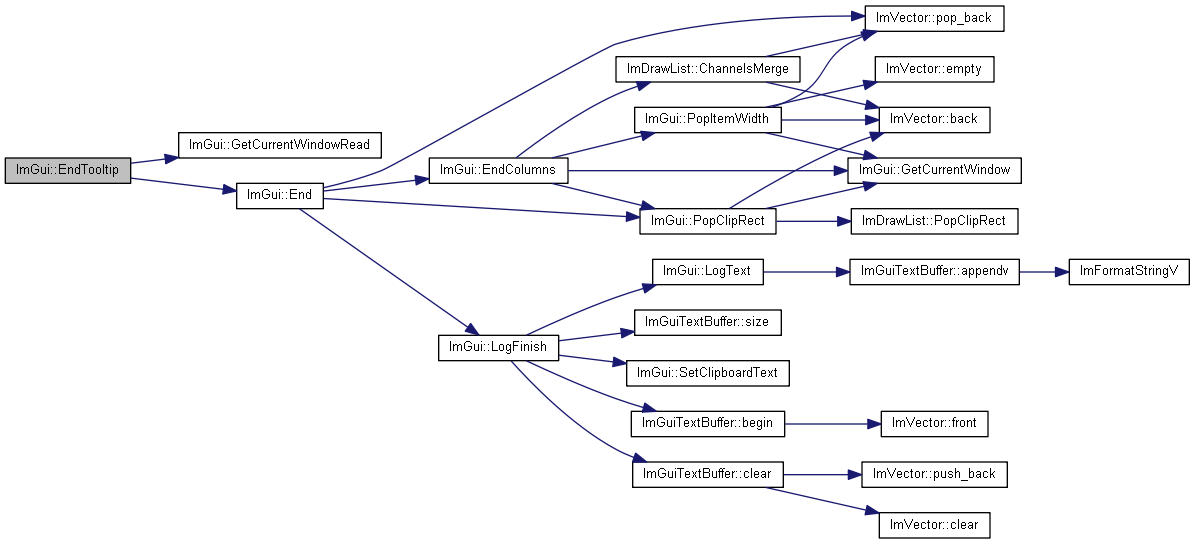 ImVector::pop_back
ImDrawList::ChannelsMerge
ImVector::empty
ImGui::PopItemWidth
ImVector::back
ImGui::GetCurrentWindowRead
ImGui::EndTooltip
ImGui::EndColumns
ImGui::GetCurrentWindow
ImGui::End
ImGui::PopClipRect
ImDrawList::PopClipRect
ImGui::LogText
ImGuiTextBuffer::appendv
ImFormatStringV
ImGuiTextBuffer::size
ImGui::LogFinish
ImGui::SetClipboardText
ImGuiTextBuffer::begin
ImVector::front
ImGuiTextBuffer::clear
ImVector::push_back
ImVector::clear